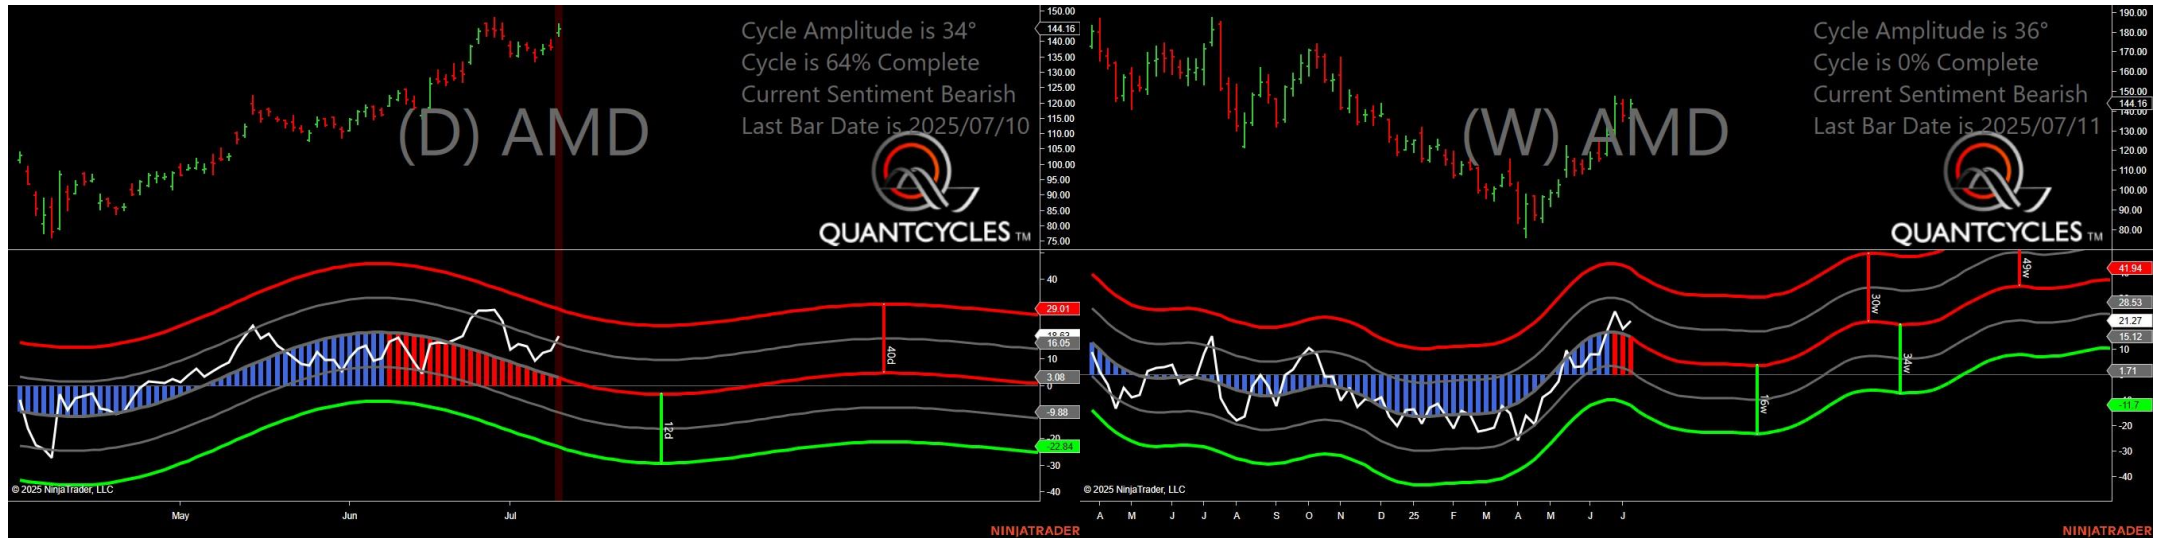 Cycle Amplitude is 34°
Cycle is 64% Complete
Current Sentiment Bearish
Last Bar Date is 2025/07/10
(D) AMD
QUANTCYCLES TM
150.00
144.16
140.00
135.00
130.00
125.00
120.00
115.00
110.00
105.00
100.00
95.00
90.00
85.00
80.00
75.00
40
29.01
16.05
10
3.08
0
-9.88
-22.84
-30
-40
12d
40d
© 2025 NinjaTrader, LLC
May
Jun
Jul
NINJATRADER
Cycle Amplitude is 36°
Cycle is 0% Complete
Current Sentiment Bearish
Last Bar Date is 2025/07/11
(W) AMD
QUANTCYCLES TM
190.00
180.00
170.00
160.00
150.00
144.16
140.00
130.00
120.00
110.00
100.00
90.00
80.00
41.94
28.53
21.27
15.12
10
1.71
-11.7
-20
-30
-40
16w
30w
34w
49w
© 2025 NinjaTrader, LLC
A M J J A S O N D 25 F M A M J J
NINJATRADER